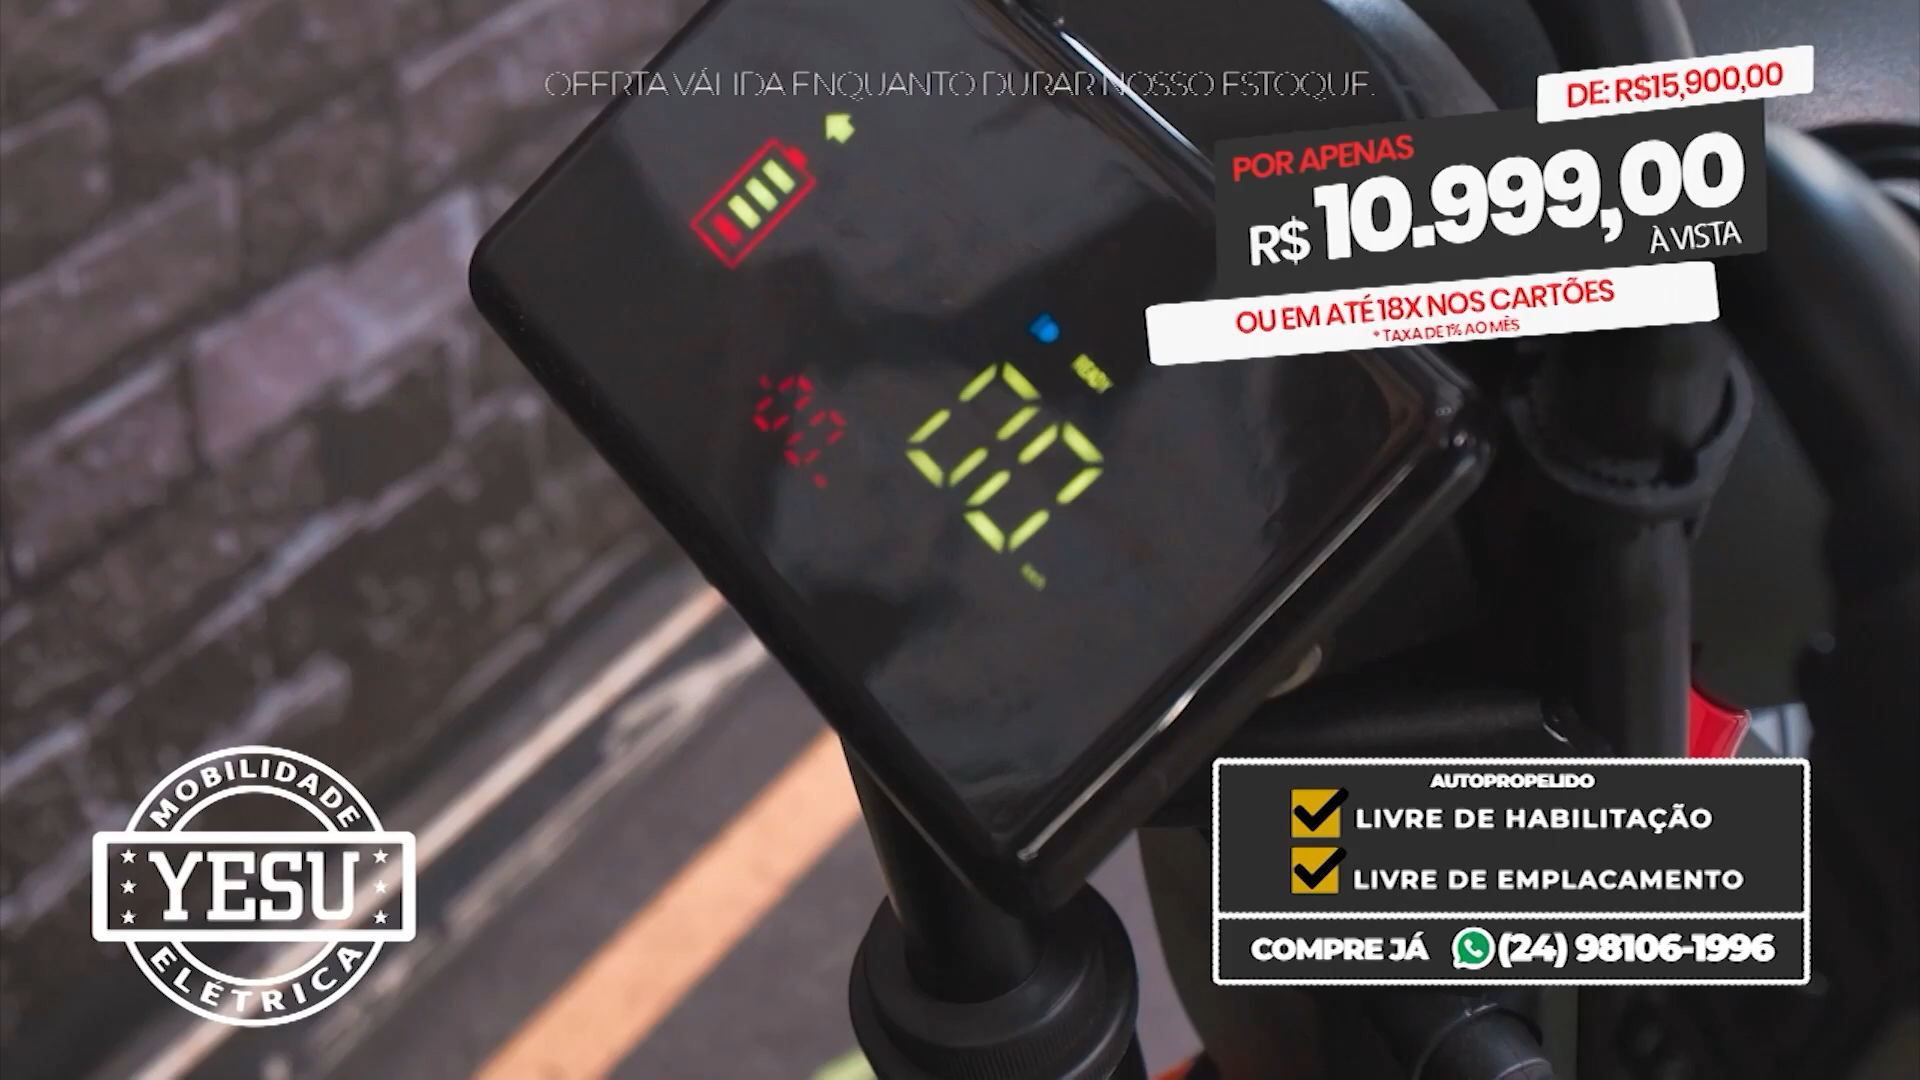 OFERTA VÁLIDA ENQUANTO DURAR NOSSO ESTOQUE.
DE: R$15,900,00
POR APENAS
R$ 10.999,00
À VISTA
OU EM ATÉ 18X NOS CARTÕES
* TAXA DE 1% AO MÊS
READY
MOBILIDADE
YESU
ELÉTRICA
AUTOPROPELIDO
LIVRE DE HABILITAÇÃO
LIVRE DE EMPLACAMENTO
COMPRE JÁ (24) 98106-1996